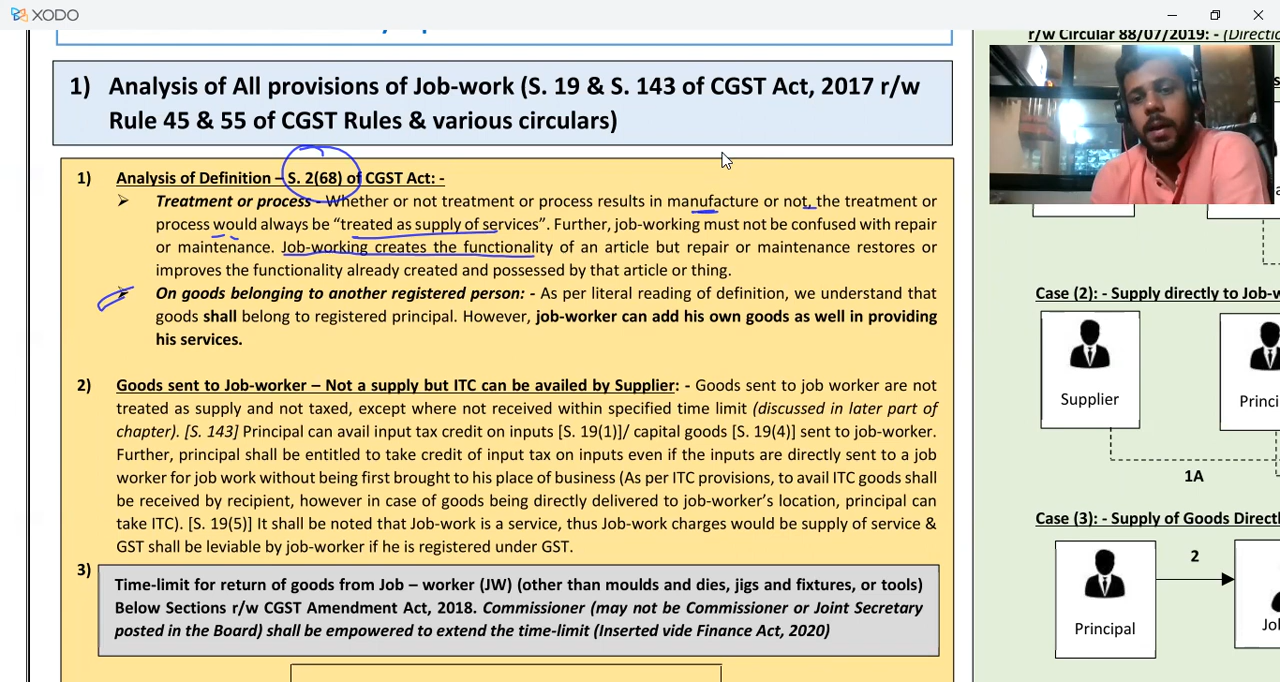 XODO
1) Analysis of All provisions of Job-work (S. 19 & S. 143 of CGST Act, 2017 r/w
Rule 45 & 55 of CGST Rules & various circulars)
1) Analysis of Definition – S. 2(68) of CGST Act: -
Treatment or process - Whether or not treatment or process results in manufacture or not, the treatment or
process would always be “treated as supply of services”. Further, job-working must not be confused with repair
or maintenance. Job-working creates the functionality of an article but repair or maintenance restores or
improves the functionality already created and possessed by that article or thing.
On goods belonging to another registered person: - As per literal reading of definition, we understand that
goods shall belong to registered principal. However, job-worker can add his own goods as well in providing
his services.
2) Goods sent to Job-worker – Not a supply but ITC can be availed by Supplier: - Goods sent to job worker are not
treated as supply and not taxed, except where not received within specified time limit (discussed in later part of
chapter). [S. 143] Principal can avail input tax credit on inputs [S. 19(1)]/ capital goods [S. 19(4)] sent to job-worker.
Further, principal shall be entitled to take credit of input tax on inputs even if the inputs are directly sent to a job
worker for job work without being first brought to his place of business (As per ITC provisions, to avail ITC goods shall
be received by recipient, however in case of goods being directly delivered to job-worker’s location, principal can
take ITC). [S. 19(5)] It shall be noted that Job-work is a service, thus Job-work charges would be supply of service &
GST shall be leviable by job-worker if he is registered under GST.
3)
Time-limit for return of goods from Job – worker (JW) (other than moulds and dies, jigs and fixtures, or tools)
Below Sections r/w CGST Amendment Act, 2018. Commissioner (may not be Commissioner or Joint Secretary
posted in the Board) shall be empowered to extend the time-limit (Inserted vide Finance Act, 2020)
r/w Circular 88/07/2019: -
Case (2): - Supply directly to
Supplier
1A
Case (3): - Supply of Goods
2
Principal